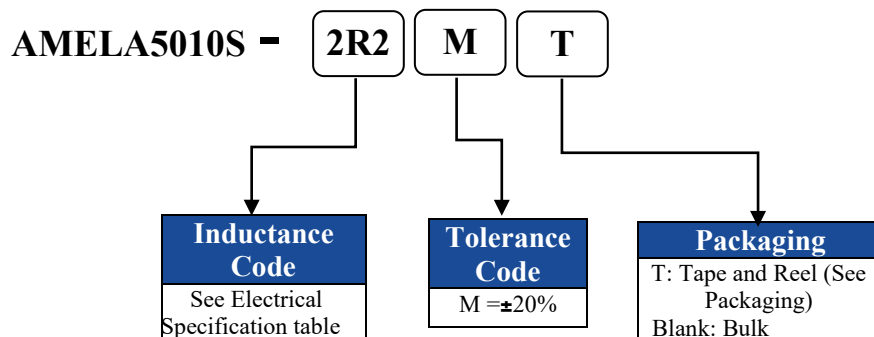 AMELA5010S - 2R2 M T
Inductance
Code
See Electrical
Specification table
Tolerance
Code
M =±20%
Packaging
T: Tape and Reel (See
Packaging)
Blank: Bulk